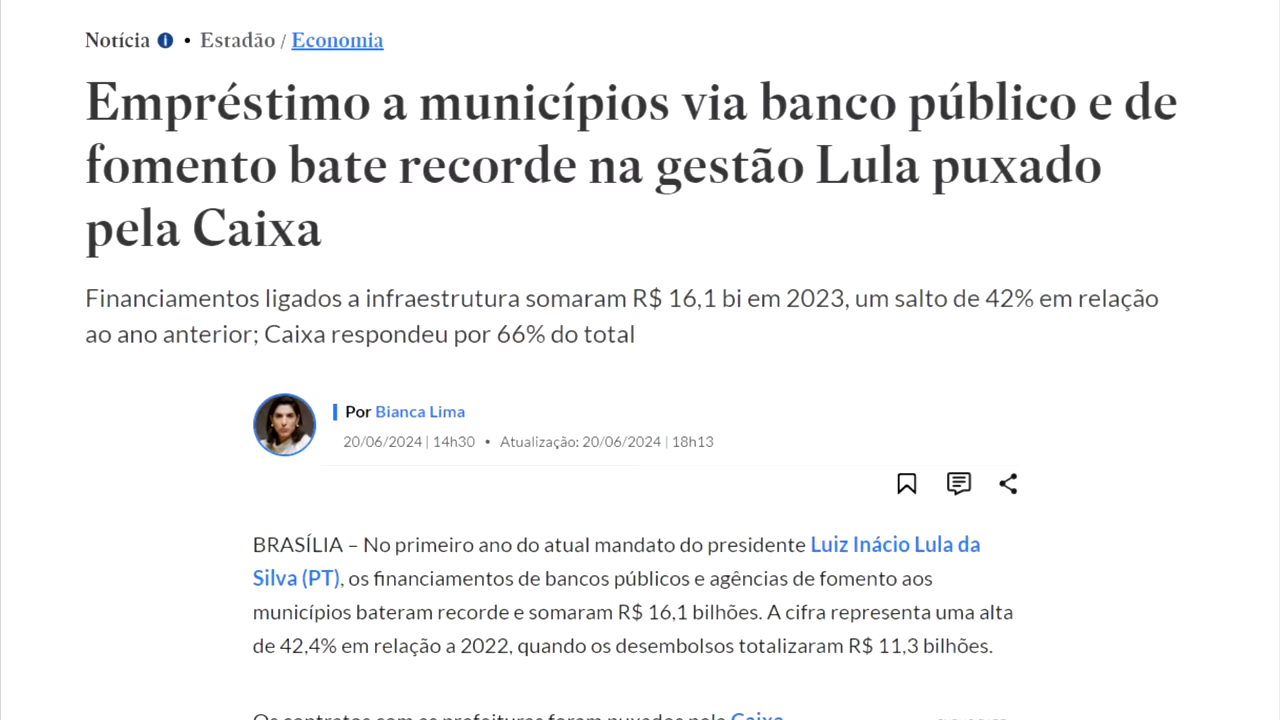 Notícia • Estadão / Economia
Empréstimo a municípios via banco público e de
fomento bate recorde na gestão Lula puxado
pela Caixa
Financiamentos ligados a infraestrutura somaram R$ 16,1 bi em 2023, um salto de 42% em relação
ao ano anterior; Caixa respondeu por 66% do total
Por Bianca Lima
20/06/2024 | 14h30 • Atualização: 20/06/2024 | 18h13
BRASÍLIA – No primeiro ano do atual mandato do presidente Luiz Inácio Lula da
Silva (PT), os financiamentos de bancos públicos e agências de fomento aos
municípios bateram recorde e somaram R$ 16,1 bilhões. A cifra representa uma alta
de 42,4% em relação a 2022, quando os desembolsos totalizaram R$ 11,3 bilhões.
Os contratos com as prefeituras foram puxados pela Caixa